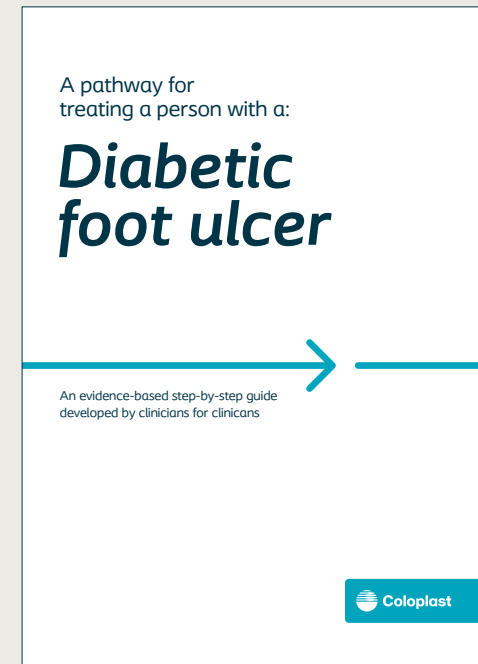 A pathway for
treating a person with a:
Diabetic
foot ulcer
An evidence-based step-by-step guide
developed by clinicians for clinicans
Coloplast